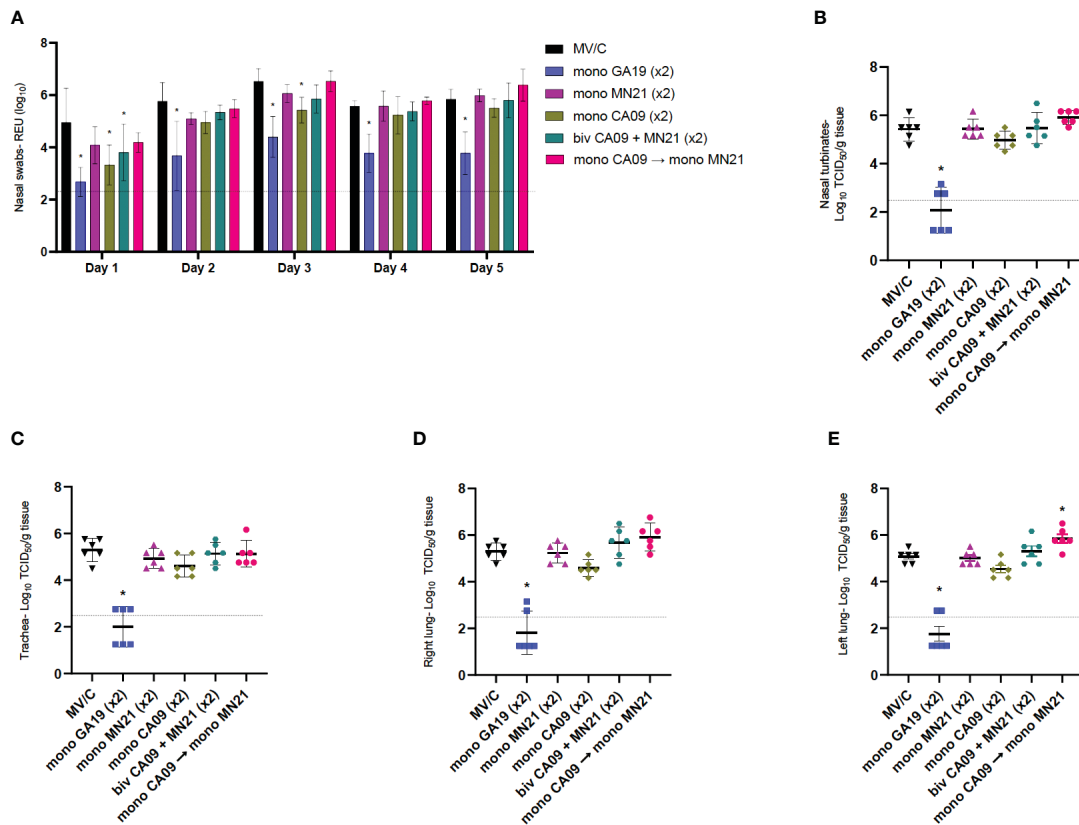 A
Nasal swabs- REU (log10)
8
6
4
2
0
*
*
*
*
*
*
*
*
Day 1
Day 2
Day 3
Day 4
Day 5
MV/C
mono GA19 (x2)
mono MN21 (x2)
mono CA09 (x2)
biv CA09 + MN21 (x2)
mono CA09 → mono MN21
B
Nasal turbinates-
Log10 TCID50/g tissue
8
6
4
2
0
*
MV/C
mono GA19 (x2)
mono MN21 (x2)
mono CA09 (x2)
biv CA09 + MN21 (x2)
mono CA09 → mono MN21
C
Trachea- Log10 TCID50/g tissue
8
6
4
2
0
*
MV/C
mono GA19 (x2)
mono MN21 (x2)
mono CA09 (x2)
biv CA09 + MN21 (x2)
mono CA09 → mono MN21
D
Right lung- Log10 TCID50/g tissue
8
6
4
2
0
*
MV/C
mono GA19 (x2)
mono MN21 (x2)
mono CA09 (x2)
biv CA09 + MN21 (x2)
mono CA09 → mono MN21
E
Left lung- Log10 TCID50/g tissue
8
6
4
2
0
*
*
MV/C
mono GA19 (x2)
mono MN21 (x2)
mono CA09 (x2)
biv CA09 + MN21 (x2)
mono CA09 → mono MN21